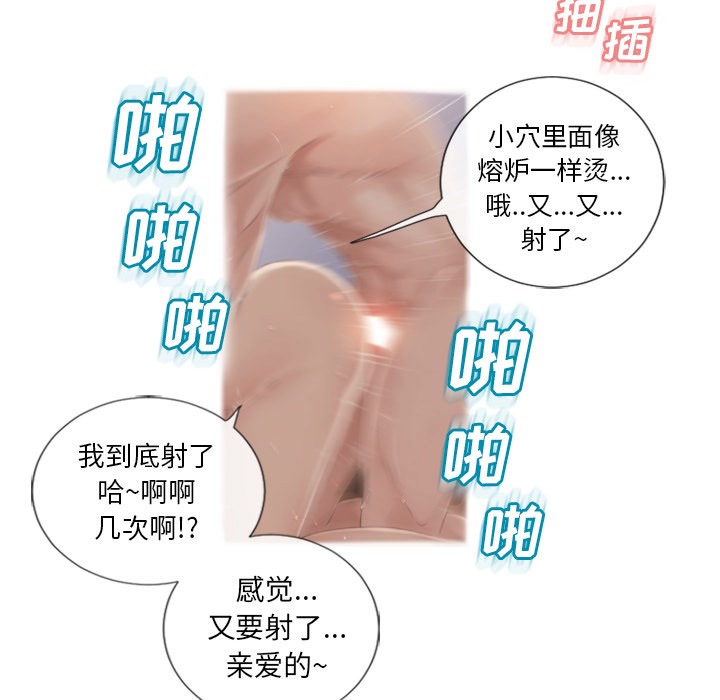 抽
插
啪
啪
啪
小穴里面像
熔炉一样烫...
哦..又...又...
射了~
啪
啪
啪
我到底射了
哈~啊啊
几次啊!?
感觉...
又要射了...
亲爱的~